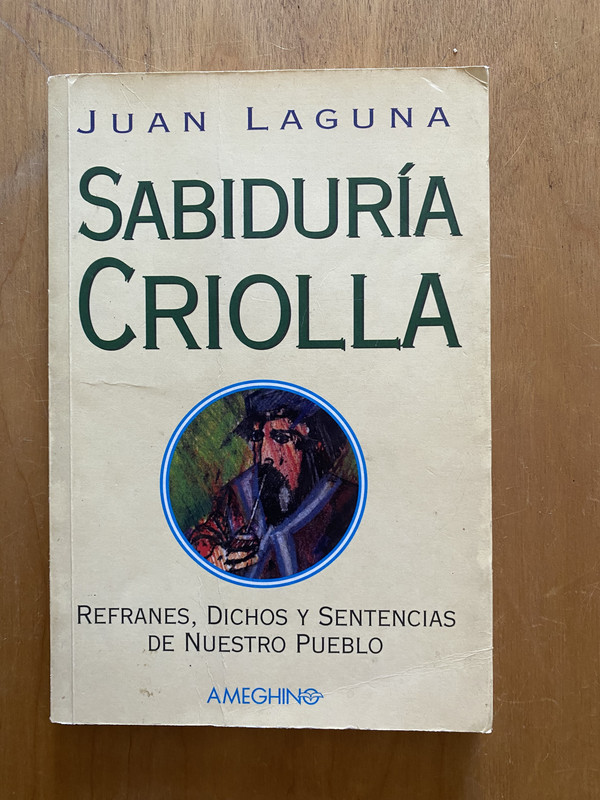 JUAN LAGUNA
SABIDURÍA
CRIOLLA
REFRANES, DICHOS Y SENTENCIAS
DE NUESTRO PUEBLO
AMEGHINO